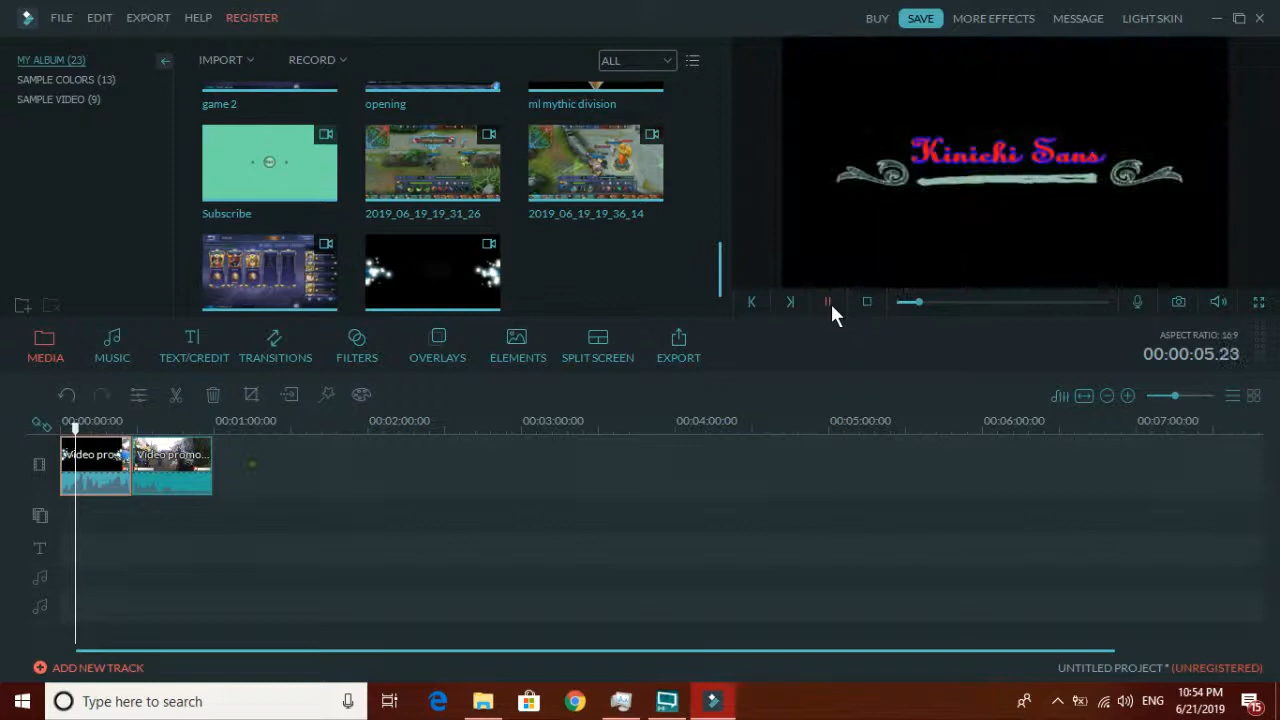 FILE EDIT EXPORT HELP REGISTER BUY SAVE MORE EFFECTS MESSAGE LIGHT SKIN
MY ALBUM (23)
SAMPLE COLORS (13)
SAMPLE VIDEO (9)
IMPORT RECORD ALL
game 2 opening ml mythic division
Subscribe 2019_06_19_19_31_26 2019_06_19_19_36_14
Kinichi Sans
ASPECT RATIO: 16:9
00:00:05.23
MEDIA MUSIC TEXT/CREDIT TRANSITIONS FILTERS OVERLAYS ELEMENTS SPLIT SCREEN EXPORT
00:00:00:00 00:01:00:00 00:02:00:00 00:03:00:00 00:04:00:00 00:05:00:00 00:06:00:00 00:07:00:00
Video pro Video promo...
ADD NEW TRACK
UNTITLED PROJECT * (UNREGISTERED)
Type here to search
ENG
10:54 PM
6/21/2019
15